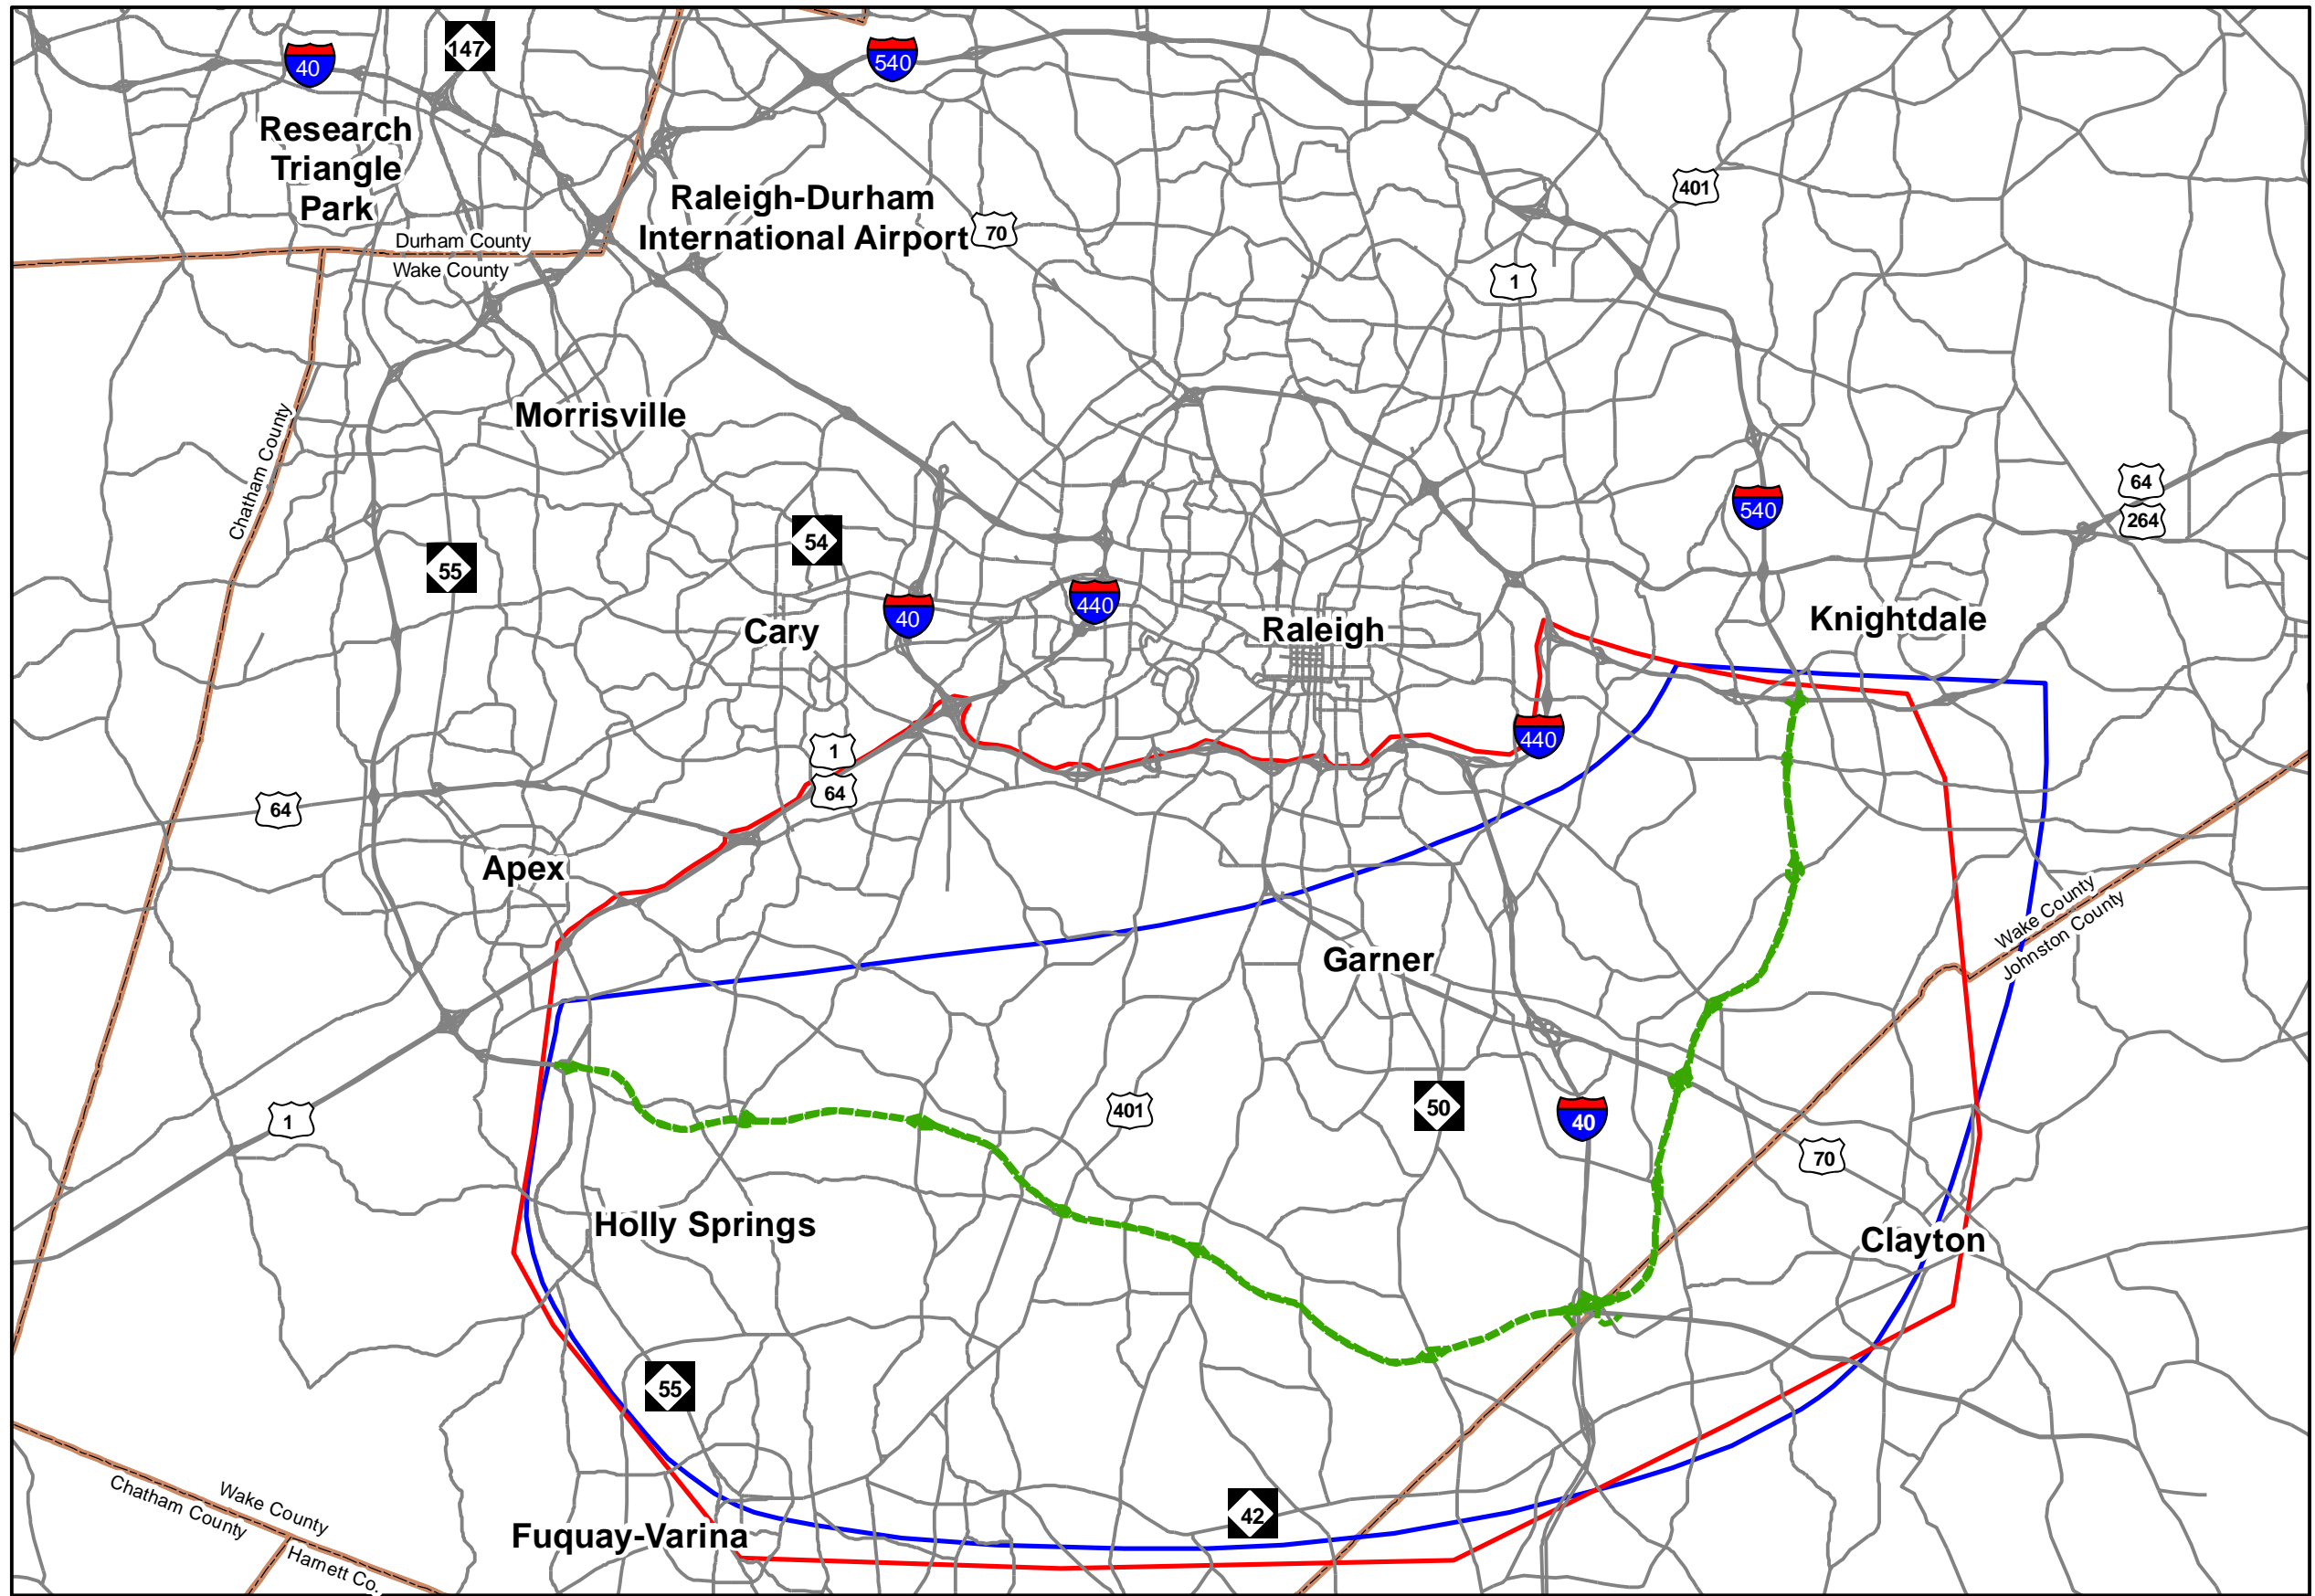 147
40
540
Research
Triangle
Park
Raleigh-Durham
International Airport
70
401
Durham County
Wake County
1
Chatham County
Morrisville
64
264
540
54
55
40
440
Cary
Raleigh
Knightdale
440
1
64
64
Apex
Wake County
Johnston County
Garner
401
50
40
1
70
Holly Springs
Clayton
55
42
Fuquay-Varina
Wake County
Chatham County
Harnett Co.